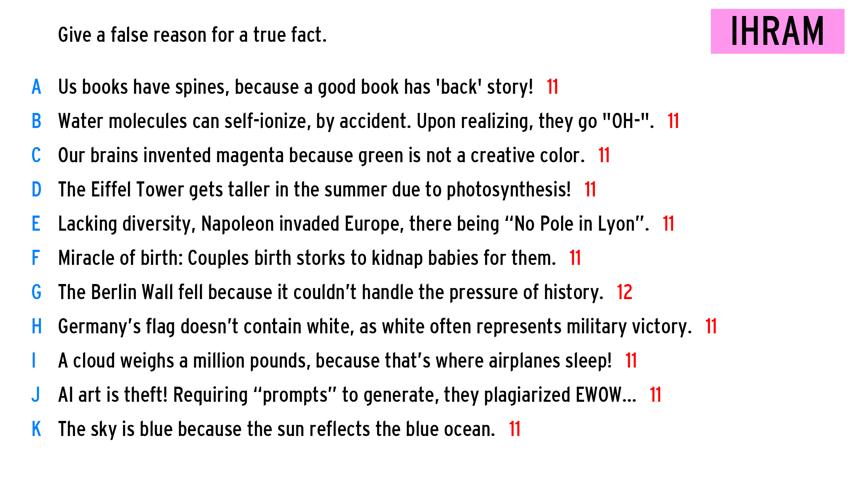 Give a false reason for a true fact.
IHRAM
A Us books have spines, because a good book has 'back' story! 11
B Water molecules can self-ionize, by accident. Upon realizing, they go "OH-". 11
C Our brains invented magenta because green is not a creative color. 11
D The Eiffel Tower gets taller in the summer due to photosynthesis! 11
E Lacking diversity, Napoleon invaded Europe, there being “No Pole in Lyon”. 11
F Miracle of birth: Couples birth storks to kidnap babies for them. 11
G The Berlin Wall fell because it couldn’t handle the pressure of history. 12
H Germany’s flag doesn’t contain white, as white often represents military victory. 11
I A cloud weighs a million pounds, because that’s where airplanes sleep! 11
J AI art is theft! Requiring “prompts” to generate, they plagiarized EWOW... 11
K The sky is blue because the sun reflects the blue ocean. 11